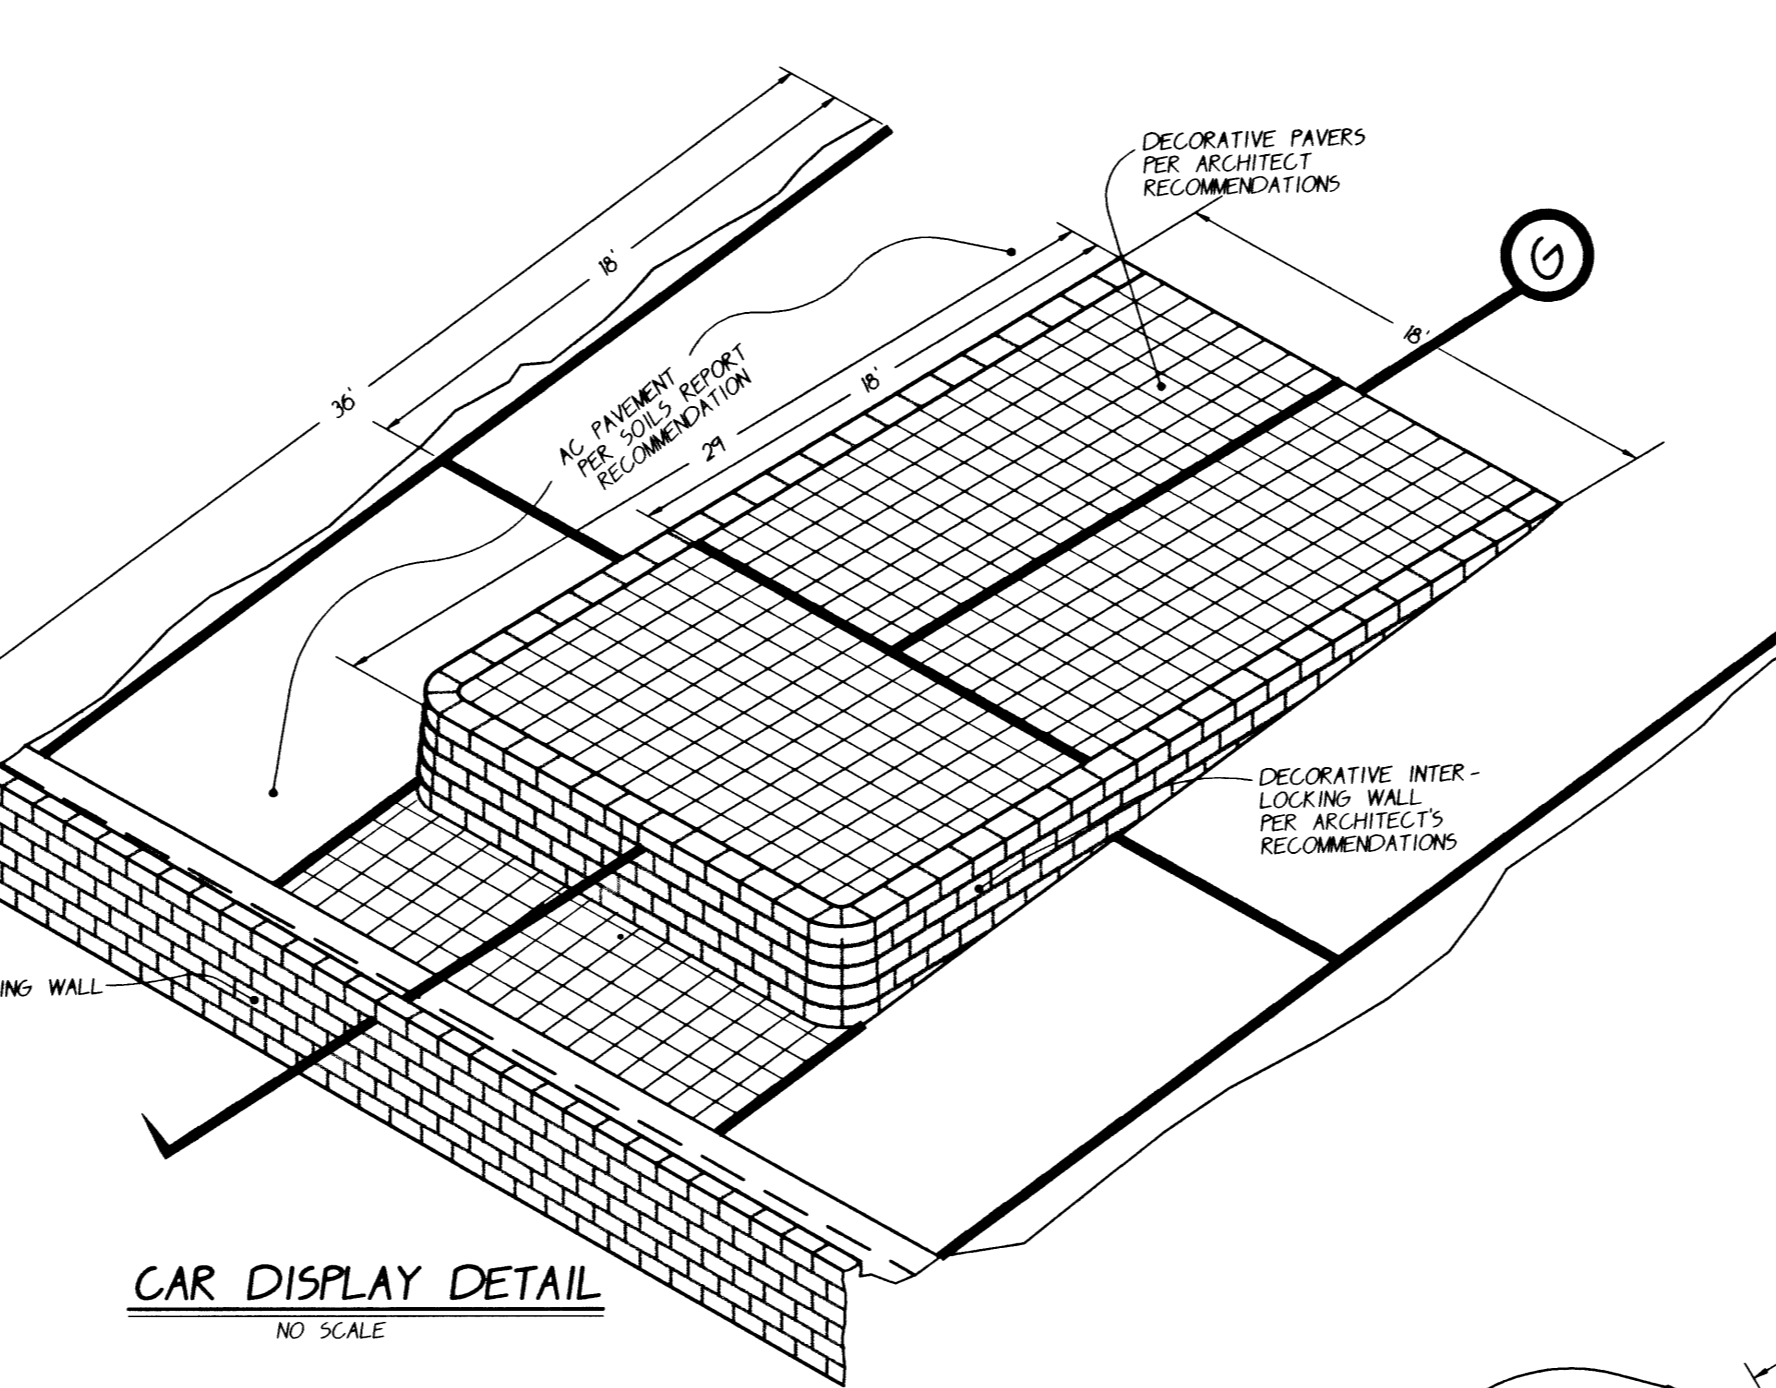 DECORATIVE PAVERS
PER ARCHITECT
RECOMMENDATIONS
G
18'
18'
36'
18'
29
AC PAVEMENT
PER SOILS REPORT
RECOMMENDATION
DECORATIVE INTER-
LOCKING WALL
PER ARCHITECT'S
RECOMMENDATIONS
ING WALL
CAR DISPLAY DETAIL
NO SCALE